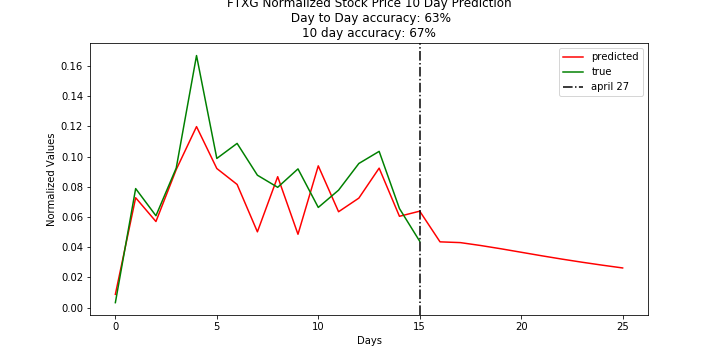 FTXG Normalized Stock Price 10 Day Prediction
Day to Day accuracy: 63%
10 day accuracy: 67%
predicted
true
april 27
Normalized Values
0.16
0.14
0.12
0.10
0.08
0.06
0.04
0.02
0.00
0
5
10
15
20
25
Days